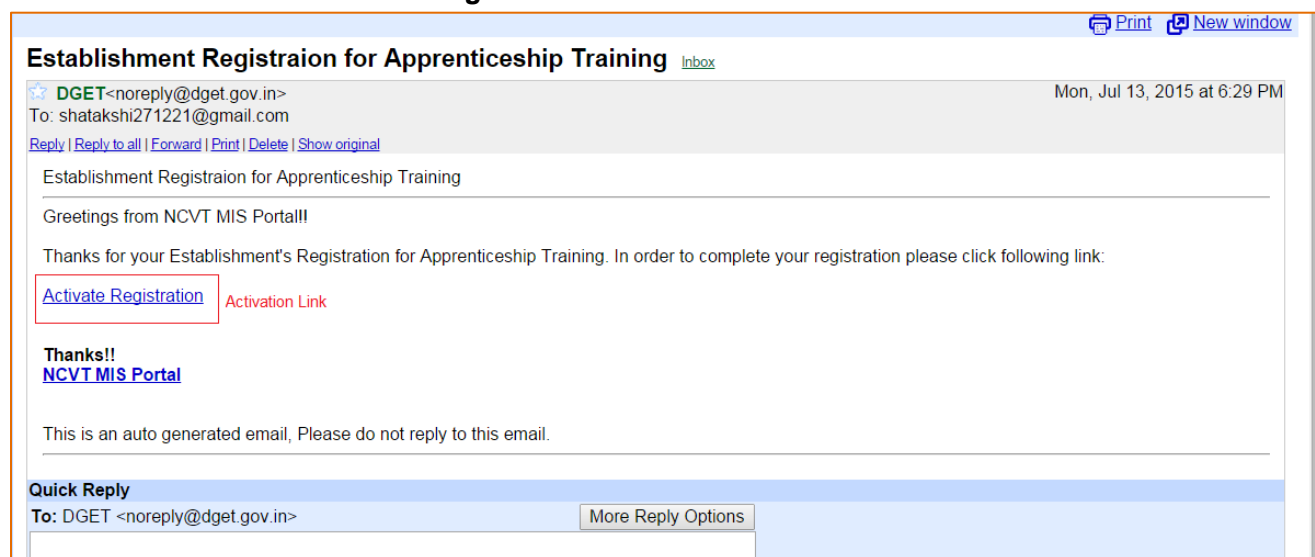 Print New window
Establishment Registraion for Apprenticeship Training Inbox
DGET<noreply@dget.gov.in> Mon, Jul 13, 2015 at 6:29 PM
To: shatakshi271221@gmail.com
Reply | Reply to all | Forward | Print | Delete | Show original
Establishment Registraion for Apprenticeship Training
Greetings from NCVT MIS Portal!!
Thanks for your Establishment's Registration for Apprenticeship Training. In order to complete your registration please click following link:
Activate Registration Activation Link
Thanks!!
NCVT MIS Portal
This is an auto generated email, Please do not reply to this email.
Quick Reply
To: DGET <noreply@dget.gov.in> More Reply Options